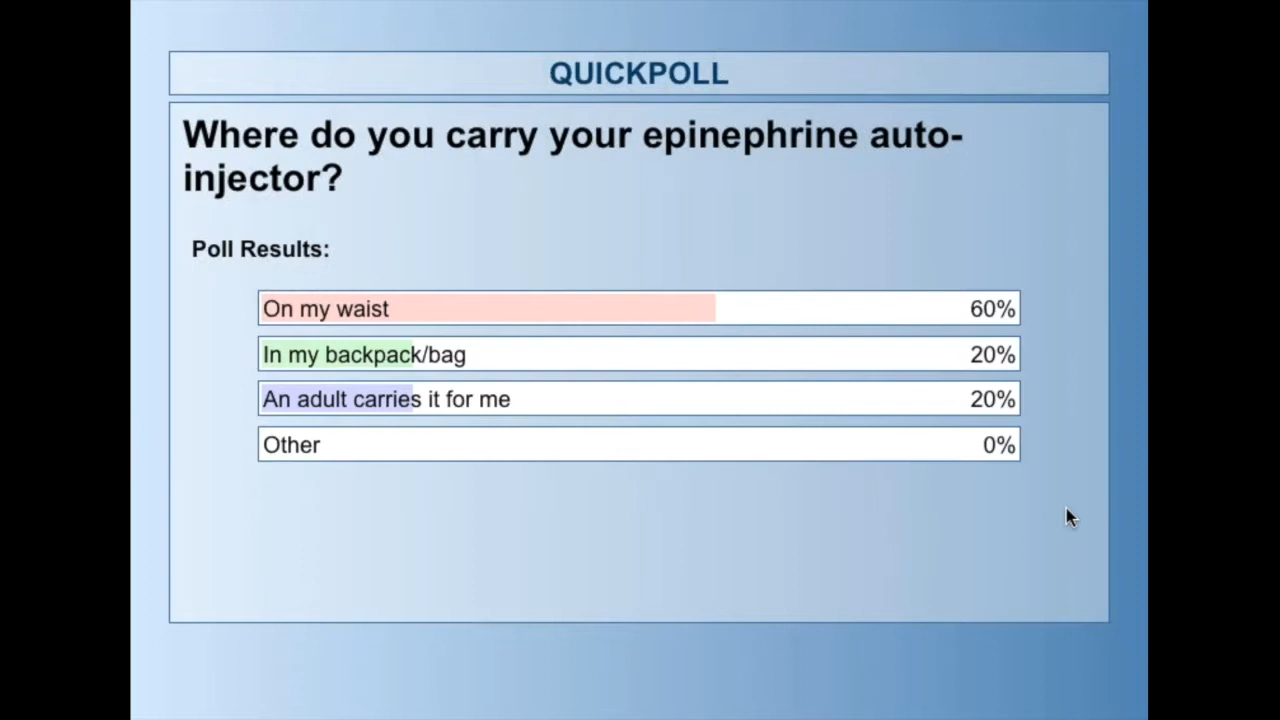 QUICKPOLL
Where do you carry your epinephrine auto-
injector?
Poll Results:
On my waist 60%
In my backpack/bag 20%
An adult carries it for me 20%
Other 0%